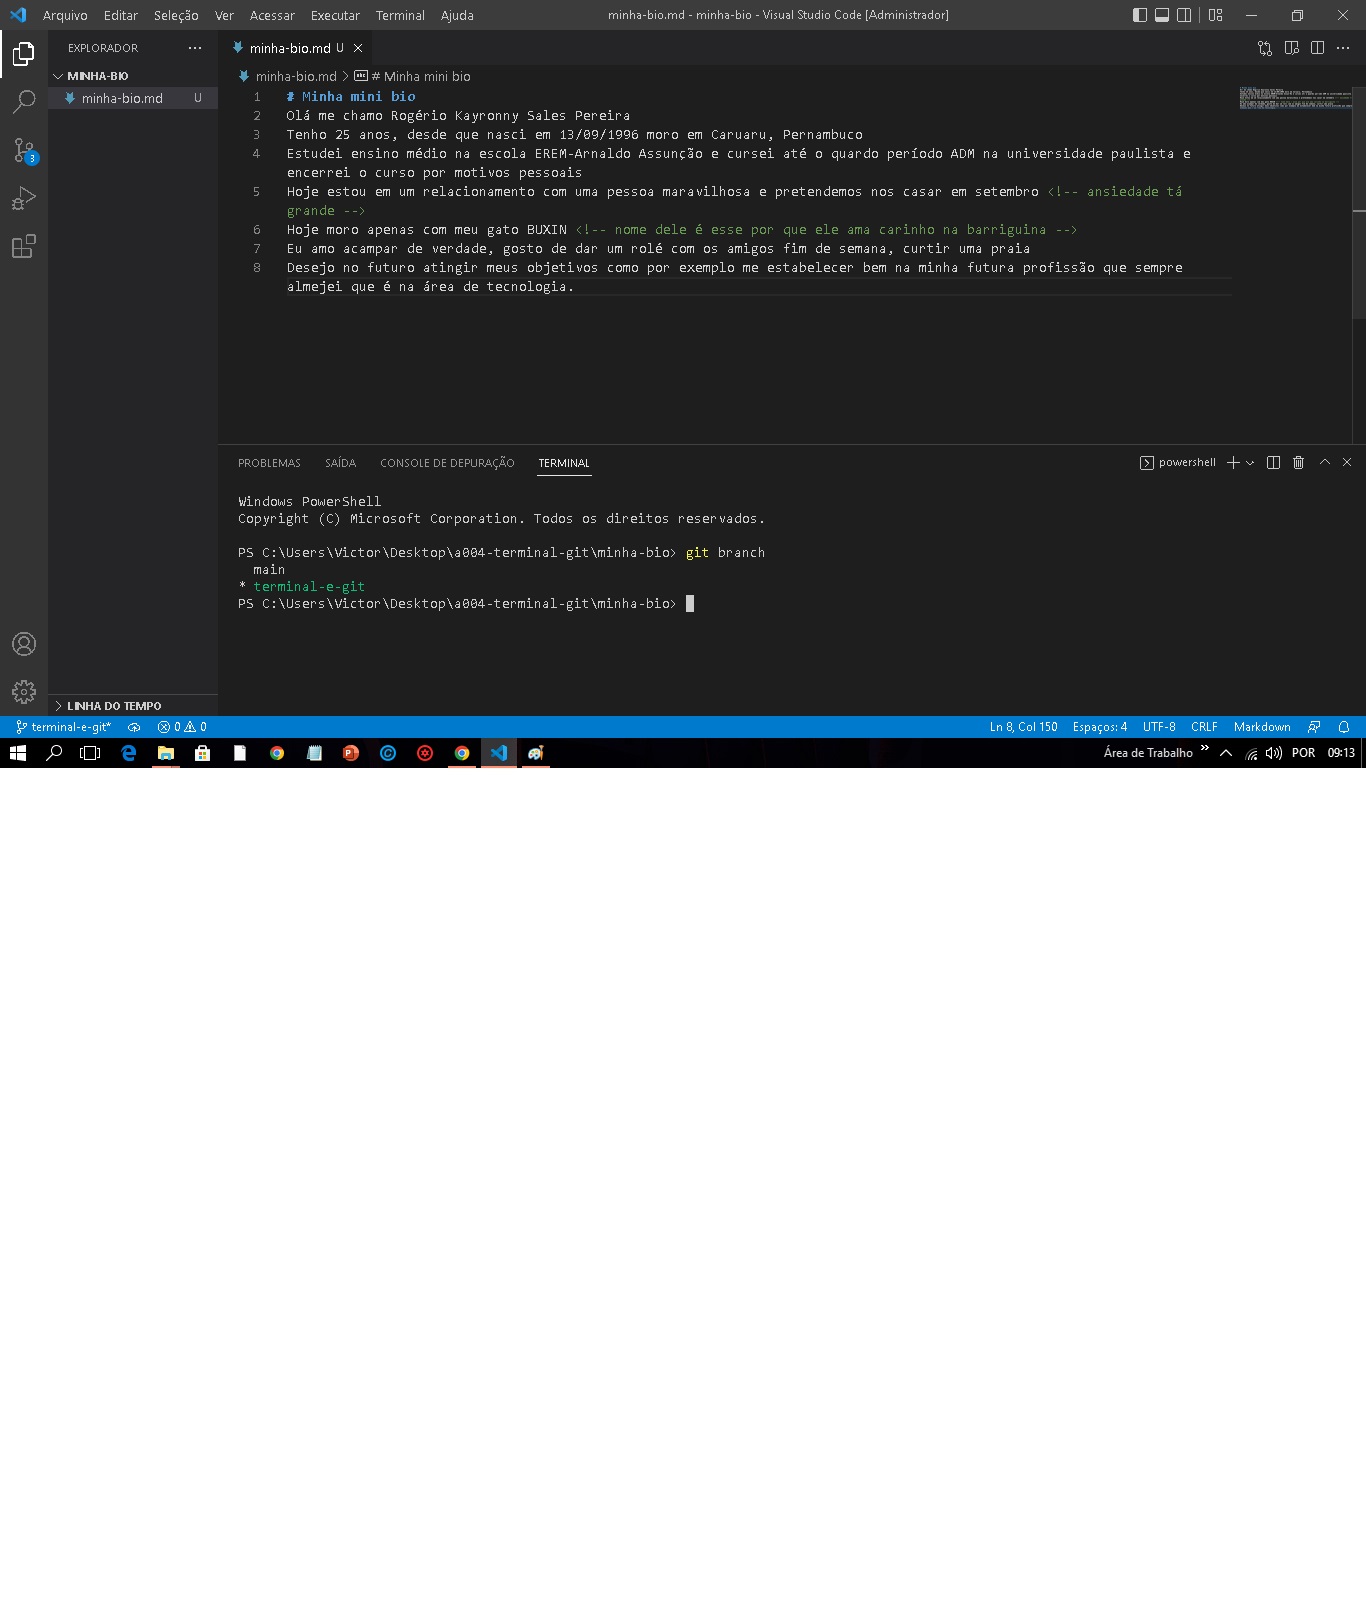 Arquivo Editar Seleção Ver Acessar Executar Terminal Ajuda minha-bio.md - minha-bio - Visual Studio Code [Administrador]
EXPLORADOR ··· minha-bio.md U
MINHA-BIO
minha-bio.md U
minha-bio.md > # Minha mini bio
1 # Minha mini bio
2 Olá me chamo Rogério Kayronny Sales Pereira
3 Tenho 25 anos, desde que nasci em 13/09/1996 moro em Caruaru, Pernambuco
4 Estudei ensino médio na escola EREM-Arnaldo Assunção e cursei até o quardo período ADM na universidade paulista e
encerrei o curso por motivos pessoais
5 Hoje estou em um relacionamento com uma pessoa maravilhosa e pretendemos nos casar em setembro <!-- ansiedade tá
grande -->
6 Hoje moro apenas com meu gato BUXIN <!-- nome dele é esse por que ele ama carinho na barriguina -->
7 Eu amo acampar de verdade, gosto de dar um rolé com os amigos fim de semana, curtir uma praia
8 Desejo no futuro atingir meus objetivos como por exemplo me estabelecer bem na minha futura profissão que sempre
almejei que é na área de tecnologia.
3
PROBLEMAS SAÍDA CONSOLE DE DEPURAÇÃO TERMINAL powershell
Windows PowerShell
Copyright (C) Microsoft Corporation. Todos os direitos reservados.
PS C:\Users\Victor\Desktop\a004-terminal-git\minha-bio> git branch
main
* terminal-e-git
PS C:\Users\Victor\Desktop\a004-terminal-git\minha-bio>
LINHA DO TEMPO
terminal-e-git* 0 0 Ln 8, Col 150 Espaços: 4 UTF-8 CRLF Markdown
Área de Trabalho » POR 09:13